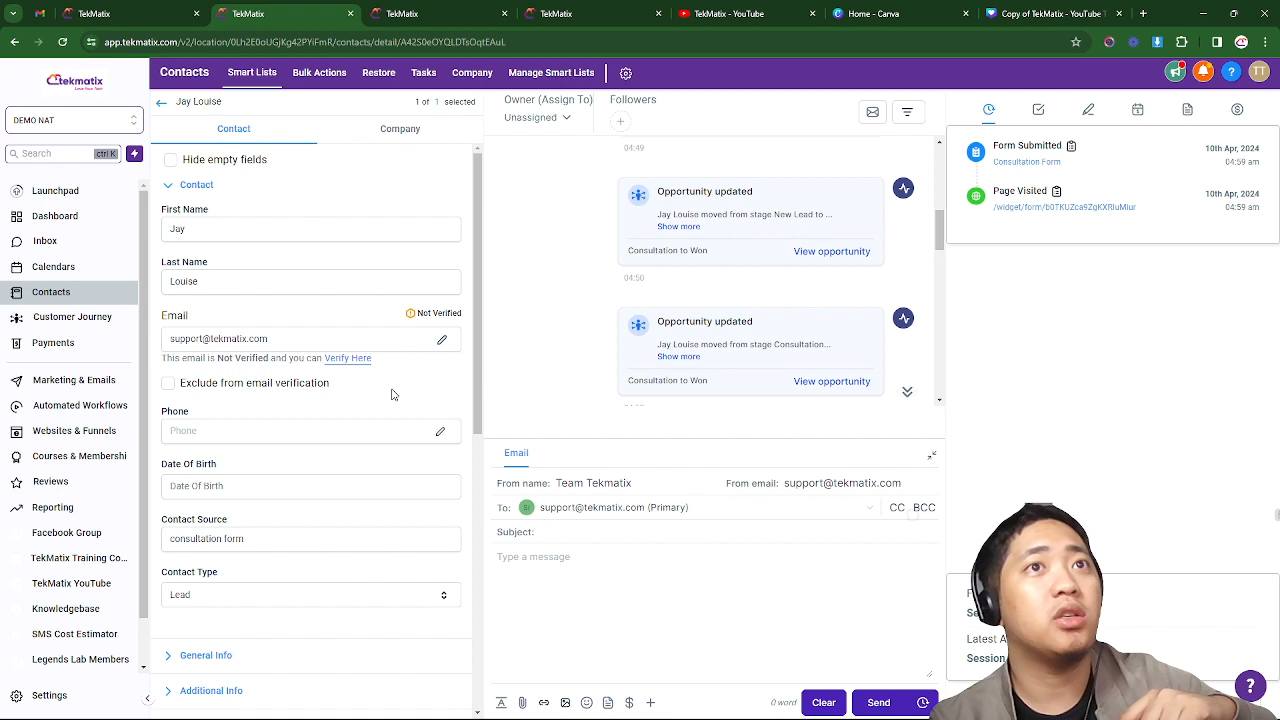 TekMatix
TekMatix
TekMatix
TekMatix
TekMatix - YouTube
Home - Canva
Copy of TekMatix - YouTube T
app.tekmatix.com/v2/location/0Lh2E0oUGjKg42PYiFmR/contacts/detail/A42S0eOYQLDTsOqtEAuL
tekmatix
Love Your Tech
DEMO NAT
Search
ctrl K
Launchpad
Dashboard
Inbox
Calendars
Contacts
Customer Journey
Payments
Marketing & Emails
Automated Workflows
Websites & Funnels
Courses & Membershi
Reviews
Reporting
Facebook Group
TekMatix Training Co...
TekMatix YouTube
Knowledgebase
SMS Cost Estimator
Legends Lab Members
Settings
Contacts
Smart Lists
Bulk Actions
Restore
Tasks
Company
Manage Smart Lists
TT
Jay Louise
1 of 1 selected
Contact
Company
Hide empty fields
Contact
First Name
Jay
Last Name
Louise
Email
Not Verified
support@tekmatix.com
This email is Not Verified and you can Verify Here
Exclude from email verification
Phone
Phone
Date Of Birth
Date Of Birth
Contact Source
consultation form
Contact Type
Lead
General Info
Additional Info
Owner (Assign To)
Unassigned
Followers
04:49
Opportunity updated
Jay Louise moved from stage New Lead to ...
Show more
Consultation to Won
View opportunity
04:50
Opportunity updated
Jay Louise moved from stage Consultation...
Show more
Consultation to Won
View opportunity
Email
From name: Team Tekmatix
From email: support@tekmatix.com
To: SI support@tekmatix.com (Primary)
CC BCC
Subject:
Type a message
0 word
Clear
Send
Form Submitted
Consultation Form
10th Apr, 2024
04:59 am
Page Visited
/widget/form/b0TKUZca9ZgKXRIuMiur
10th Apr, 2024
04:59 am
Latest A
Session